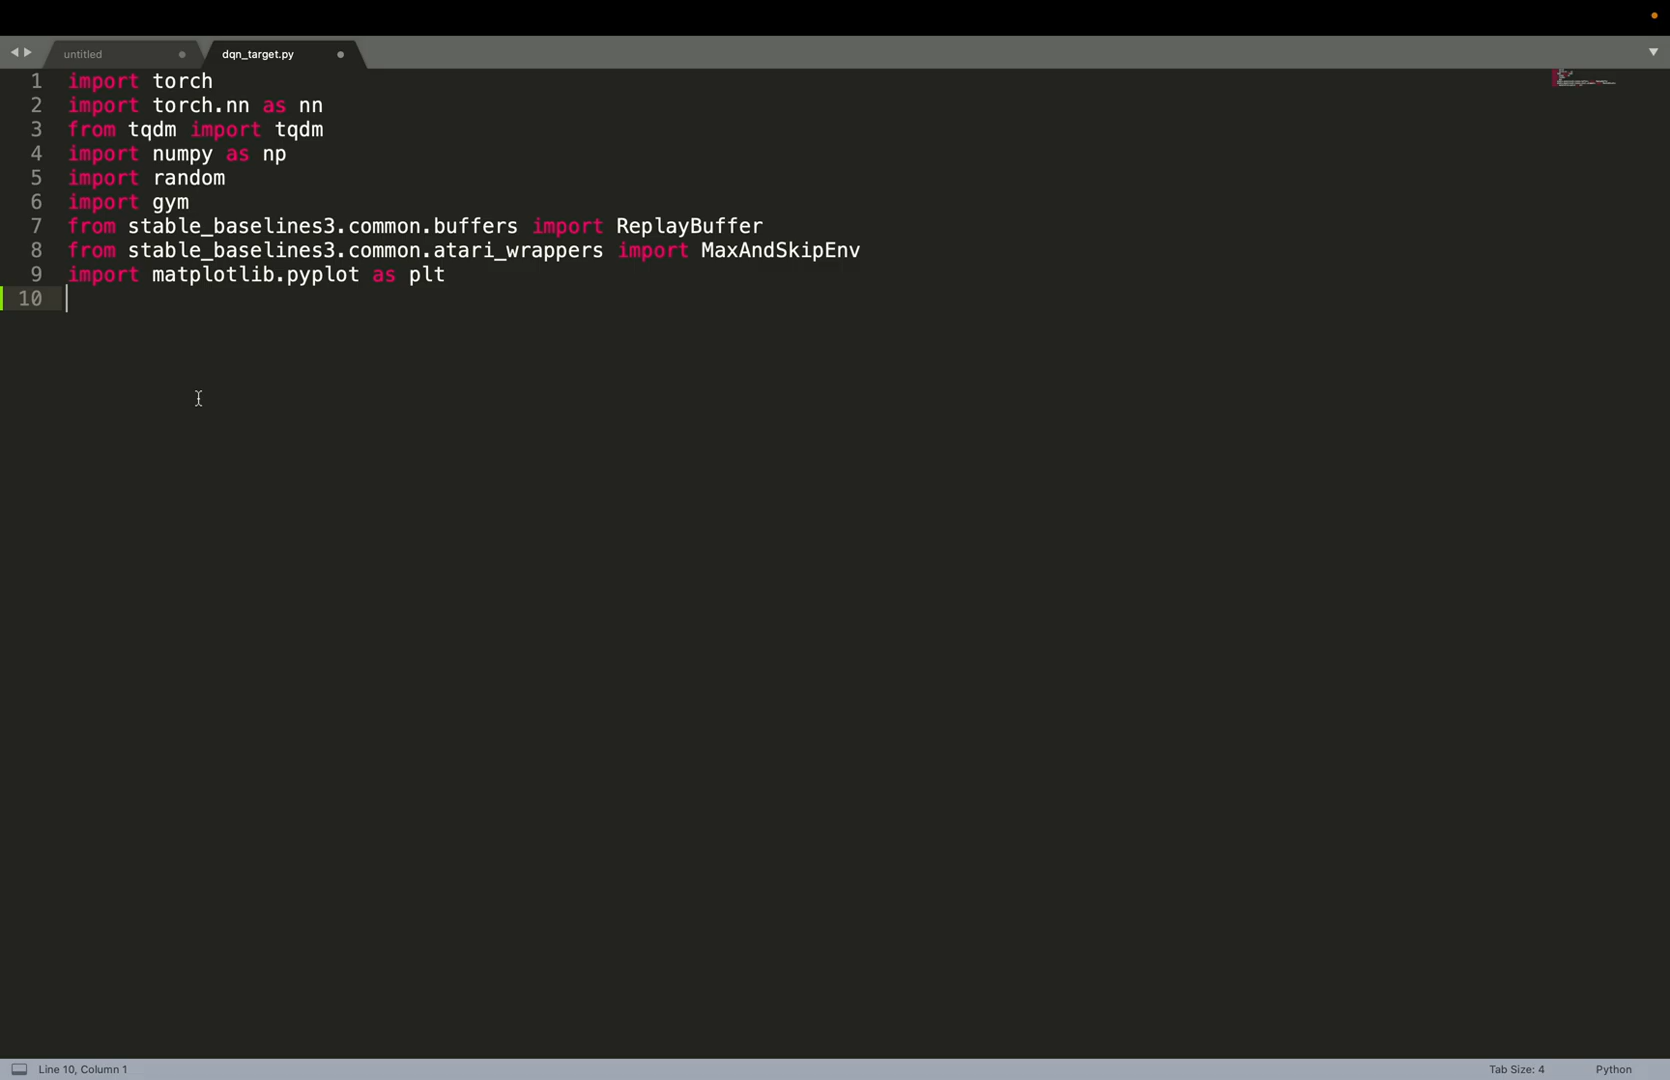 untitled
dqn_target.py
1 import torch
2 import torch.nn as nn
3 from tqdm import tqdm
4 import numpy as np
5 import random
6 import gym
7 from stable_baselines3.common.buffers import ReplayBuffer
8 from stable_baselines3.common.atari_wrappers import MaxAndSkipEnv
9 import matplotlib.pyplot as plt
10
Line 10, Column 1
Tab Size: 4
Python